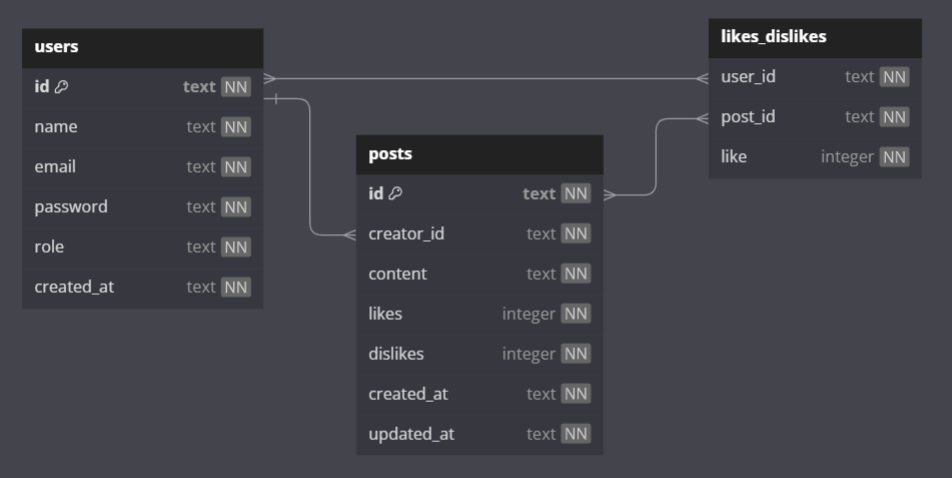 users
id text NN
name text NN
email text NN
password text NN
role text NN
created_at text NN
posts
id text NN
creator_id text NN
content text NN
likes integer NN
dislikes integer NN
created_at text NN
updated_at text NN
likes_dislikes
user_id text NN
post_id text NN
like integer NN